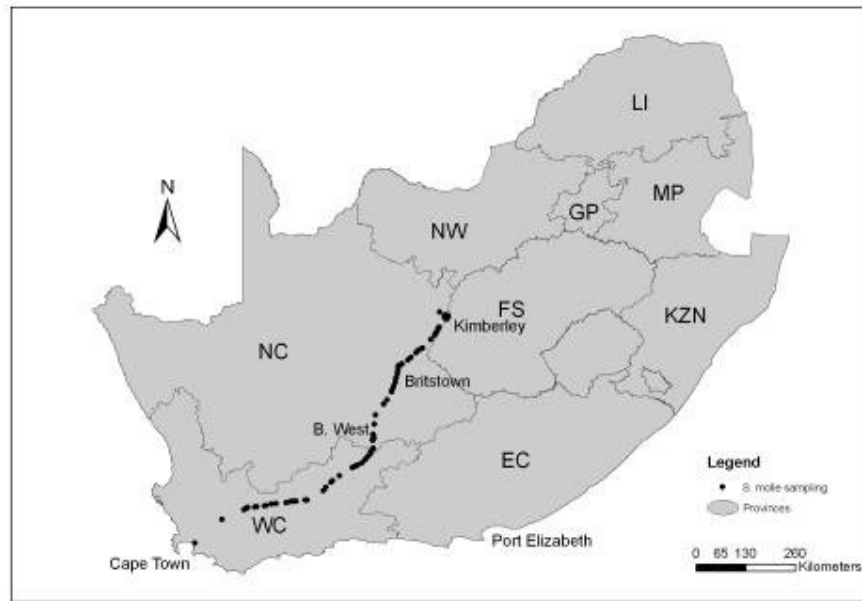 LI
N
MP
GP
NW
FS
KZN
Kimberley
NC
Britstown
B. West
EC
Legend
S. molle sampling
Provinces
WC
Port Elizabeth
Cape Town
0 65 130 260
Kilometers